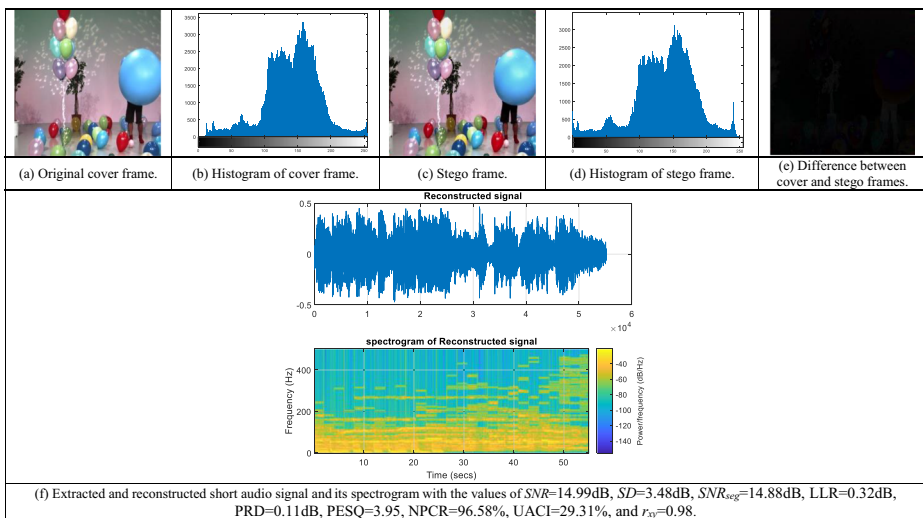 3500
3000
2500
2000
1500
1000
500
0
0 50 100 150 200 250
3500
3000
2500
2000
1500
1000
500
0
0 50 100 150 200 250
(a) Original cover frame.
(b) Histogram of cover frame.
(c) Stego frame.
(d) Histogram of stego frame.
(e) Difference between
cover and stego frames.
Reconstructed signal
0.5
0
-0.5
0 1 2 3 4 5 6
×10⁴
spectrogram of Reconstructed signal
Frequency (Hz)
400
200
0
10 20 30 40 50
Time (secs)
-40
-60
-80
-100
-120
-140
Power/frequency (dB/Hz)
(f) Extracted and reconstructed short audio signal and its spectrogram with the values of SNR=14.99dB, SD=3.48dB, SNRseg=14.88dB, LLR=0.32dB,
PRD=0.11dB, PESQ=3.95, NPCR=96.58%, UACI=29.31%, and rxy=0.98.